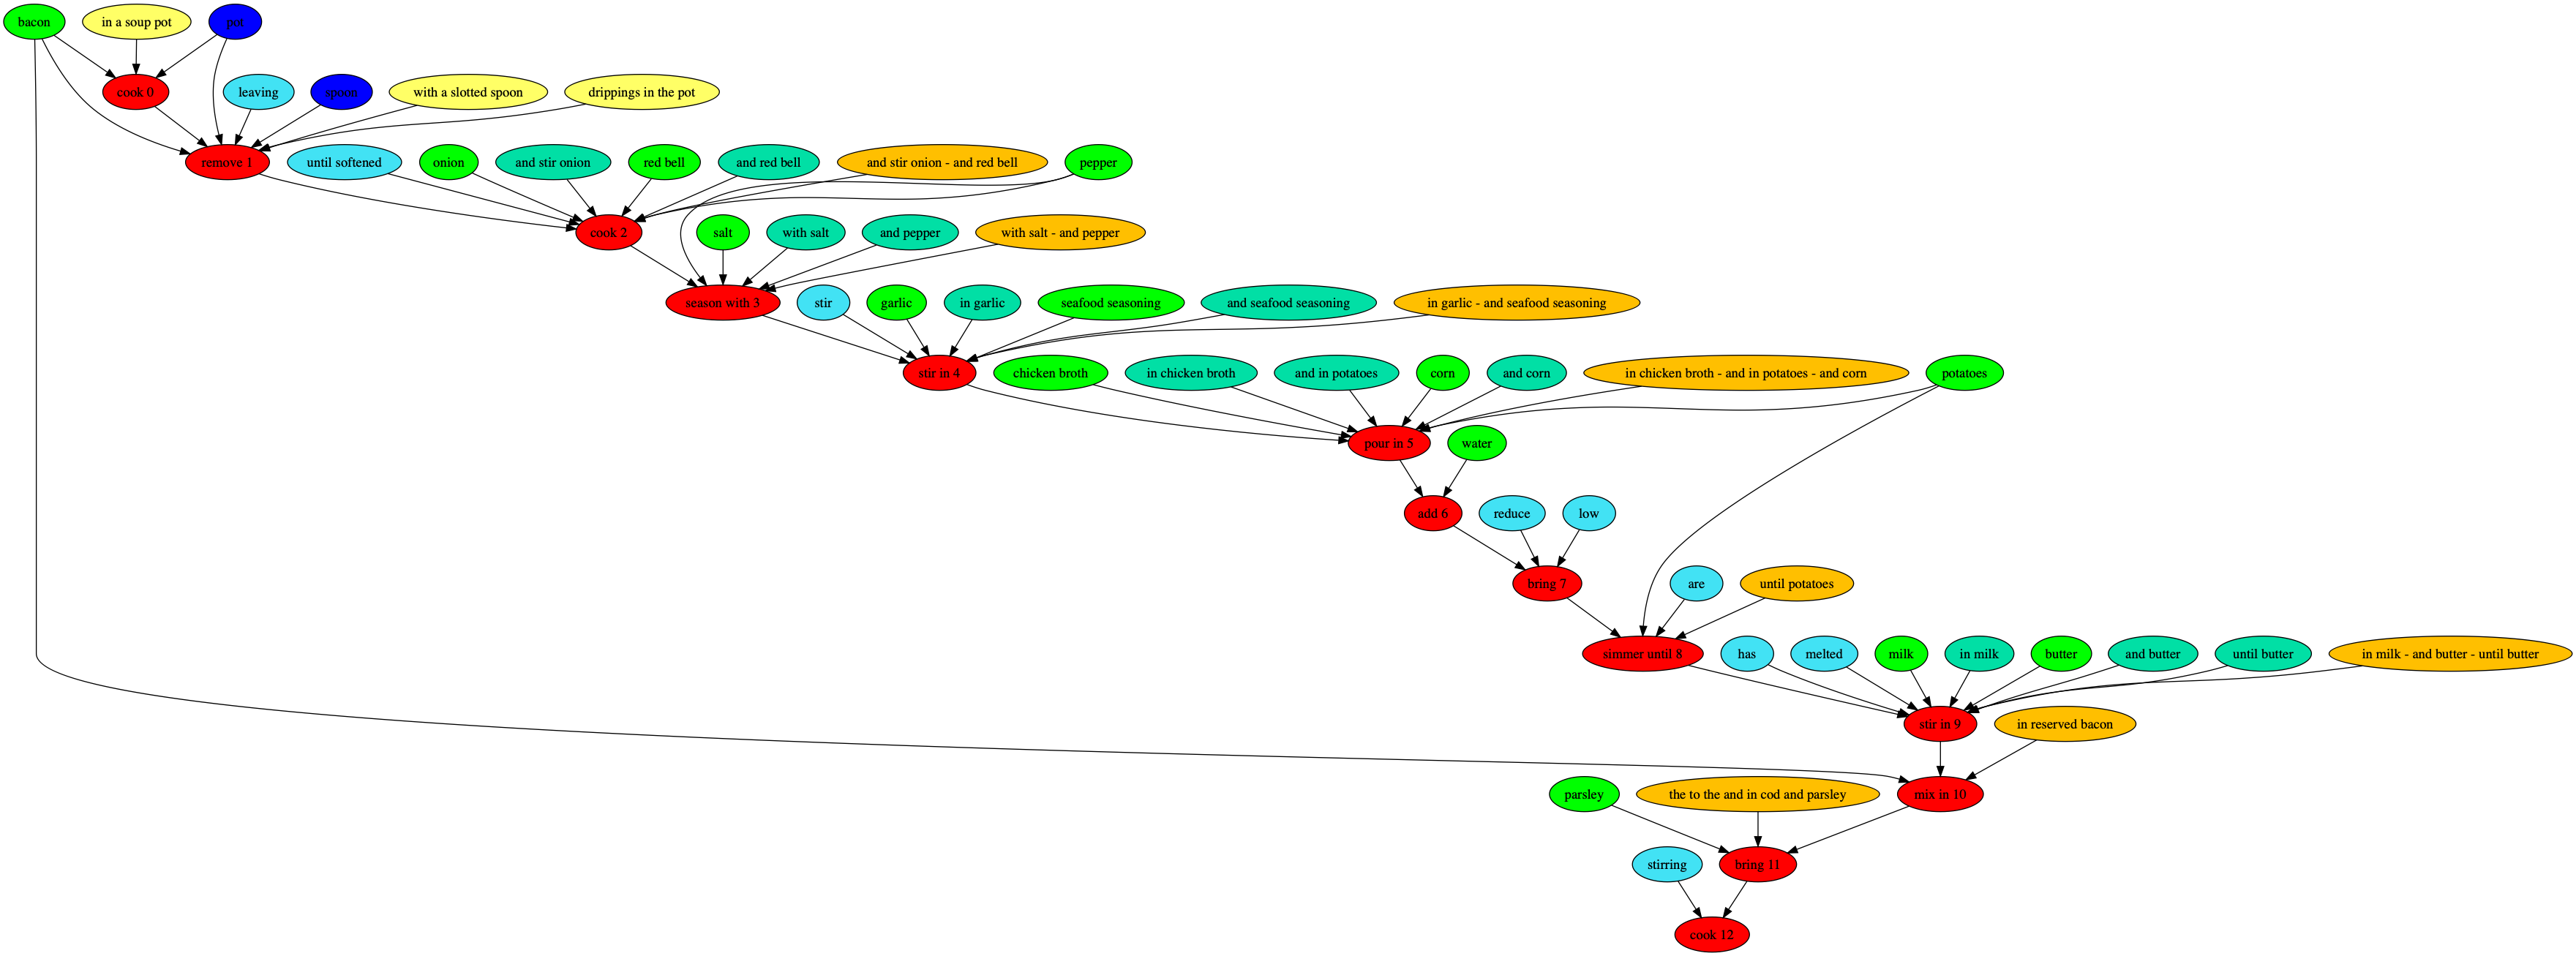 bacon
in a soup pot
pot
cook 0
leaving
spoon
with a slotted spoon
drippings in the pot
remove 1
until softened
onion
and stir onion
red bell
and red bell
and stir onion - and red bell
pepper
cook 2
salt
with salt
and pepper
with salt - and pepper
season with 3
stir
garlic
in garlic
seafood seasoning
and seafood seasoning
in garlic - and seafood seasoning
stir in 4
chicken broth
in chicken broth
and in potatoes
corn
and corn
in chicken broth - and in potatoes - and corn
potatoes
pour in 5
water
add 6
reduce
low
bring 7
are
until potatoes
simmer until 8
has
melted
milk
in milk
butter
and butter
until butter
in milk - and butter - until butter
stir in 9
in reserved bacon
parsley
the to the and in cod and parsley
mix in 10
stirring
bring 11
cook 12